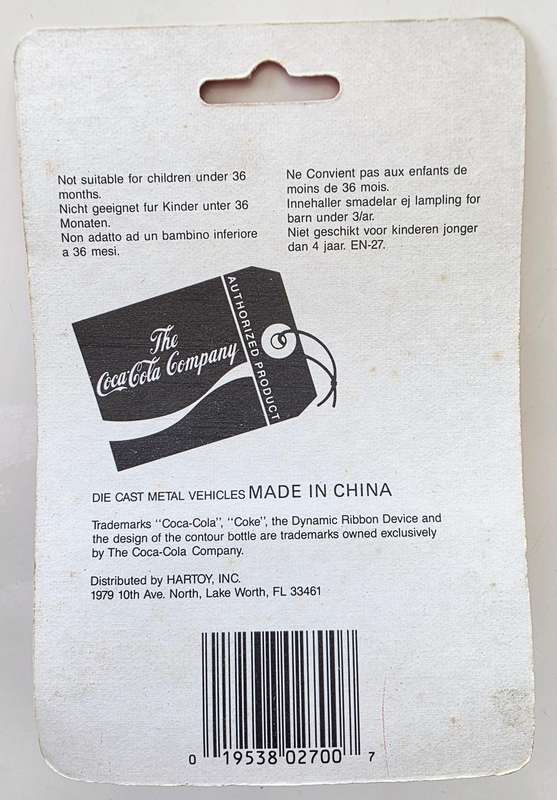 Not suitable for children under 36
months.
Nicht geeignet fur Kinder unter 36
Monaten.
Non adatto ad un bambino inferiore
a 36 mesi.
Ne Convient pas aux enfants de
moins de 36 mois.
Innehaller smadelar ej lampling for
barn under 3/ar.
Niet geschikt voor kinderen jonger
dan 4 jaar. EN-27.
The
Coca-Cola Company
AUTHORIZED PRODUCT
DIE CAST METAL VEHICLES MADE IN CHINA
Trademarks "Coca-Cola", "Coke", the Dynamic Ribbon Device and
the design of the contour bottle are trademarks owned exclusively
by The Coca-Cola Company.
Distributed by HARTOY, INC.
1979 10th Ave. North, Lake Worth, FL 33461
0 19538 02700 7